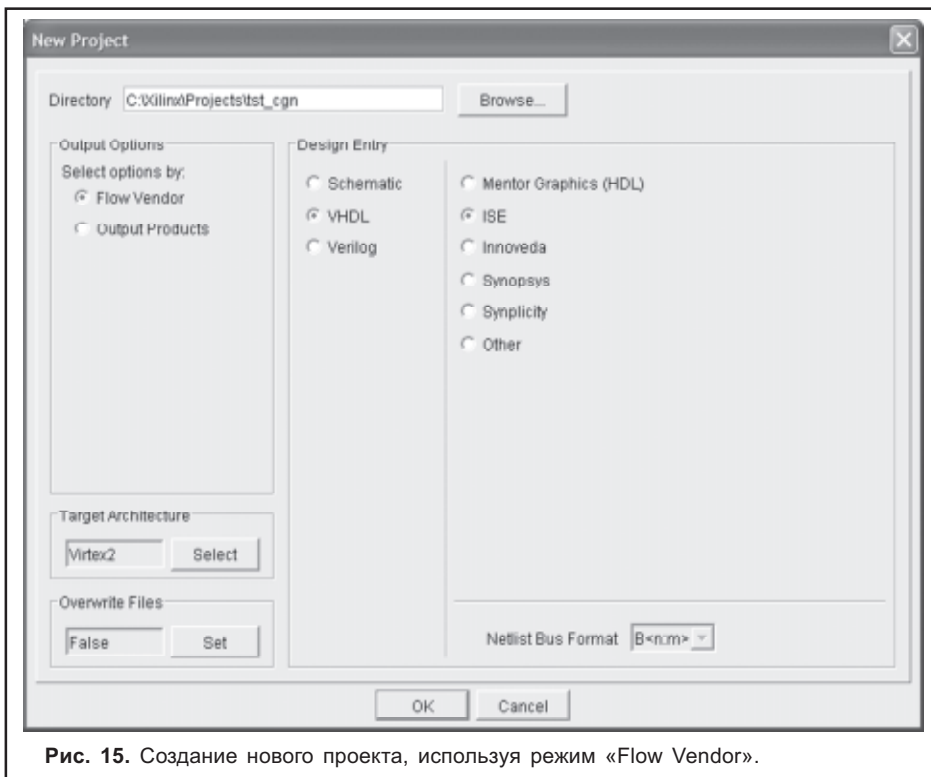 New Project
Directory C:\Xilinx\Projects\tst_cgn Browse...
Output Options
Select options by:
Flow Vendor
Output Products
Design Entry
Schematic
VHDL
Verilog
Mentor Graphics (HDL)
ISE
Innoveda
Synopsys
Synplicity
Other
Target Architecture
Virtex2 Select
Overwrite Files
False Set
Netlist Bus Format B<n:m>
OK Cancel
Рис. 15. Создание нового проекта, используя режим «Flow Vendor».